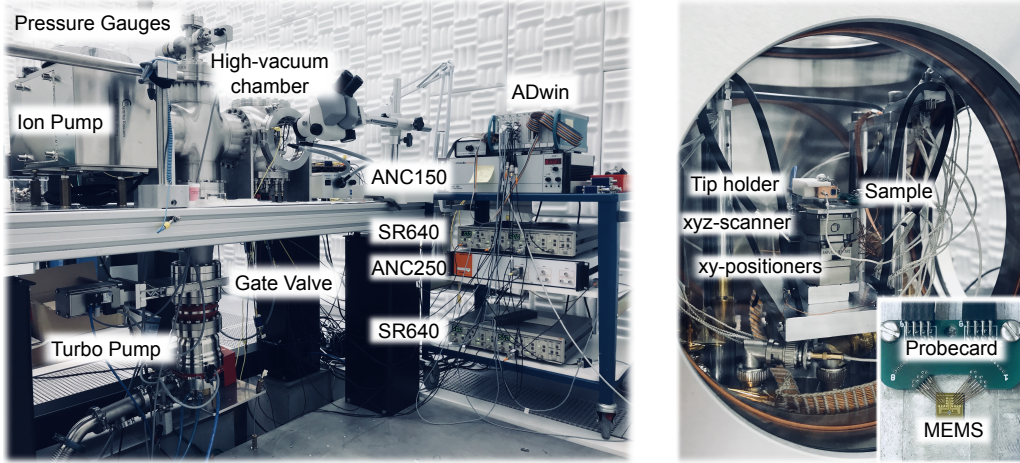 Pressure Gauges
High-vacuum
chamber
Ion Pump
ADwin
ANC150
SR640
ANC250
Gate Valve
SR640
Turbo Pump
Tip holder
Sample
xyz-scanner
xy-positioners
Probecard
MEMS